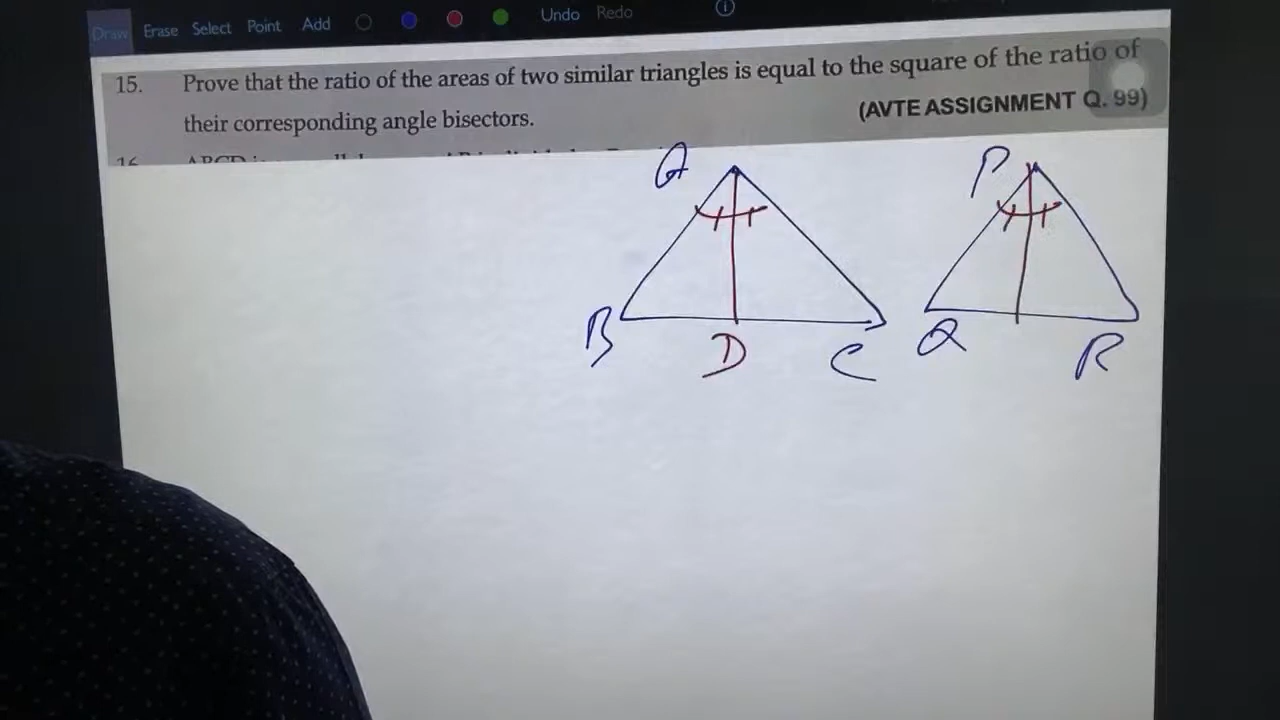 Draw Erase Select Point Add Undo Redo
15. Prove that the ratio of the areas of two similar triangles is equal to the square of the ratio of
their corresponding angle bisectors. (AVTE ASSIGNMENT Q. 99)
16
A P
B D C Q R